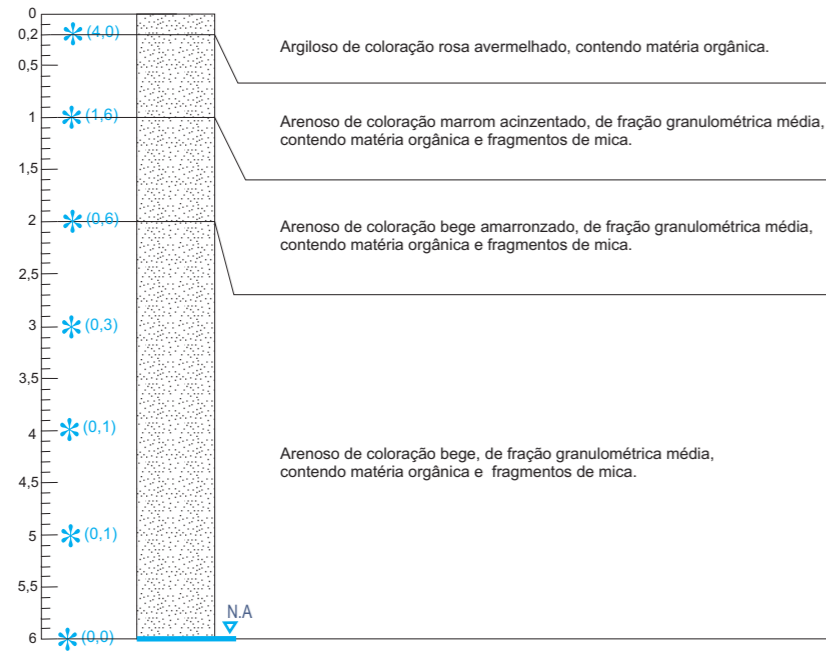 0
0,2
(4,0)
Argiloso de coloração rosa avermelhado, contendo matéria orgânica.
0,5
1
(1,6)
Arenoso de coloração marrom acinzentado, de fração granulométrica média,
contendo matéria orgânica e fragmentos de mica.
1,5
2
(0,6)
Arenoso de coloração bege amarronzado, de fração granulométrica média,
contendo matéria orgânica e fragmentos de mica.
2,5
3
(0,3)
3,5
4
(0,1)
Arenoso de coloração bege, de fração granulométrica média,
contendo matéria orgânica e fragmentos de mica.
4,5
5
(0,1)
5,5
N.A
6
(0,0)